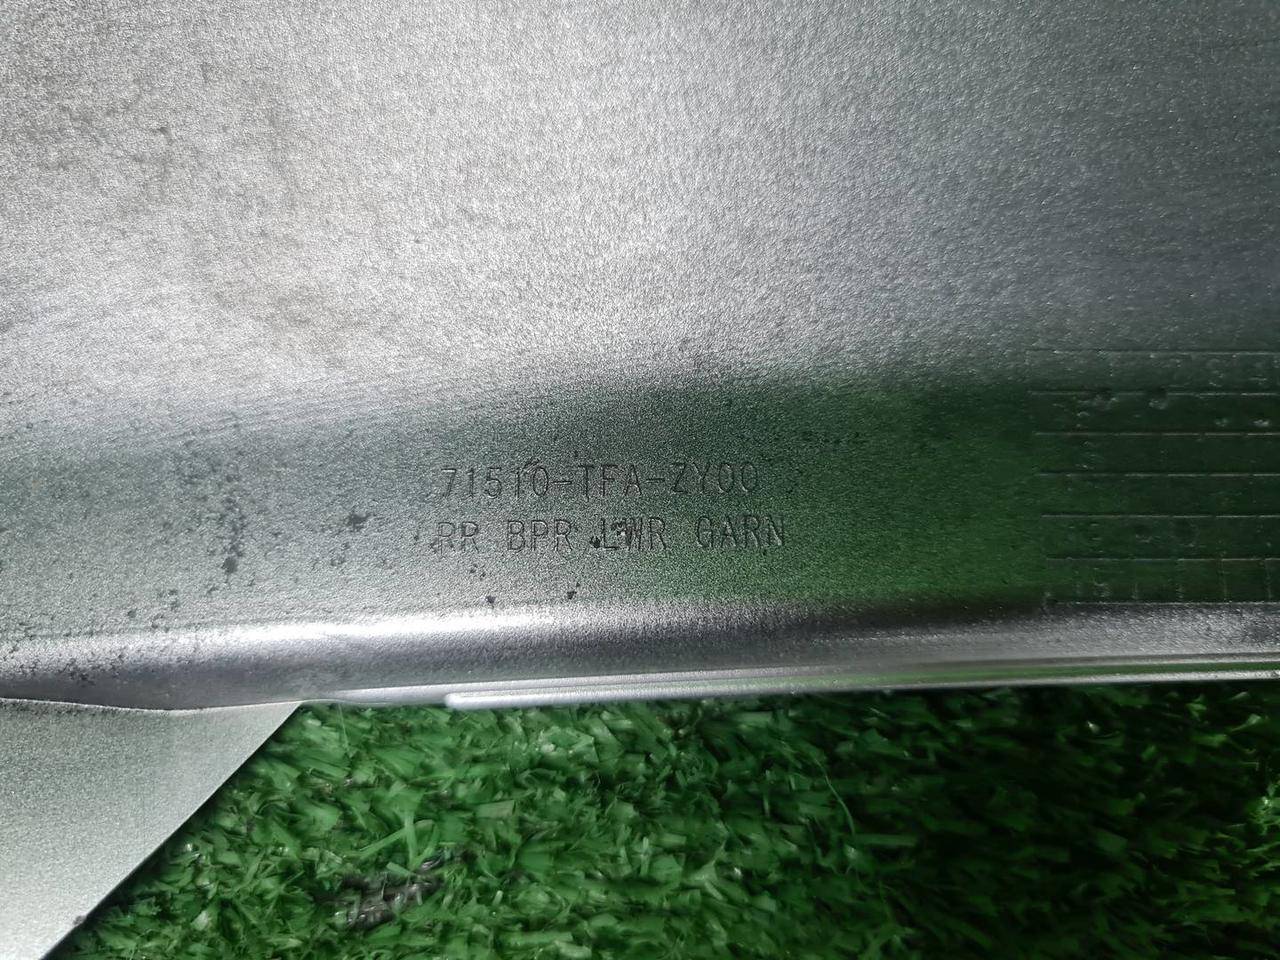 71510-TFA-ZY00
RR BPR LWR GARN